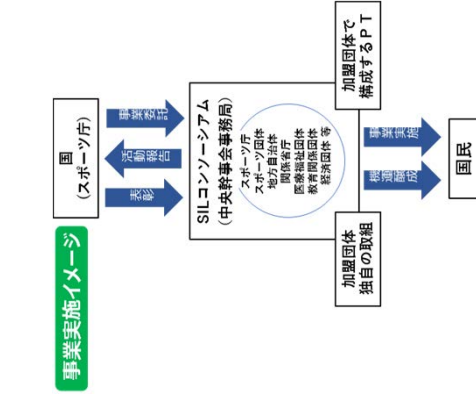 事業実施イメージ
国
(スポーツ庁)
表彰
活動報告
事業委託
SILコンソーシアム
(中央幹事会事務局)
スポーツ庁
スポーツ団体
地方自治体
関係省庁
医療福祉団体
教育関係団体
経済団体 等
加盟団体
独自の取組
加盟団体で
構成するPT
機運醸成
事業実施
国民